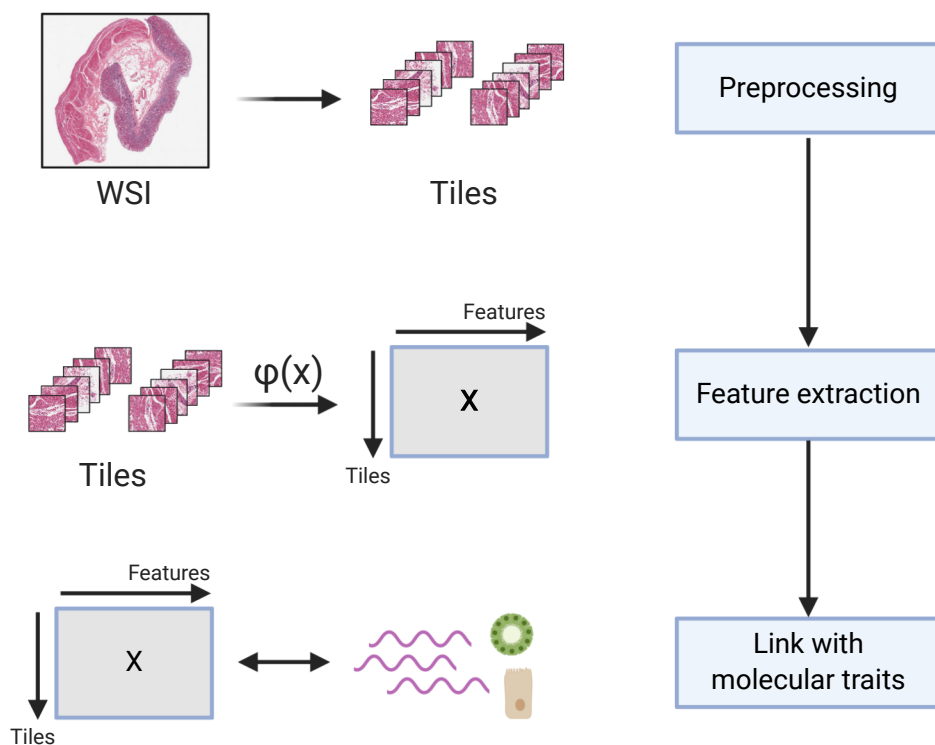 WSI
Tiles
Preprocessing
Features
φ(x)
X
Tiles
Tiles
Feature extraction
Features
X
Tiles
Link with
molecular traits